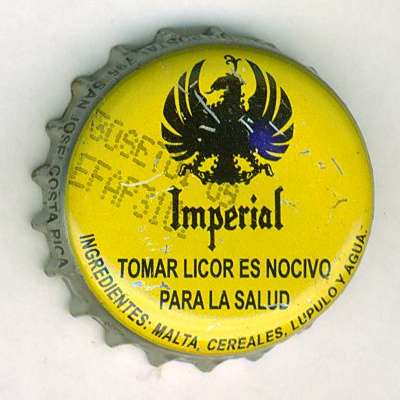 Imperial
TOMAR LICOR ES NOCIVO
PARA LA SALUD
INGREDIENTES: MALTA, CEREALES, LUPULO Y AGUA.
SAN JOSE, COSTA RICA